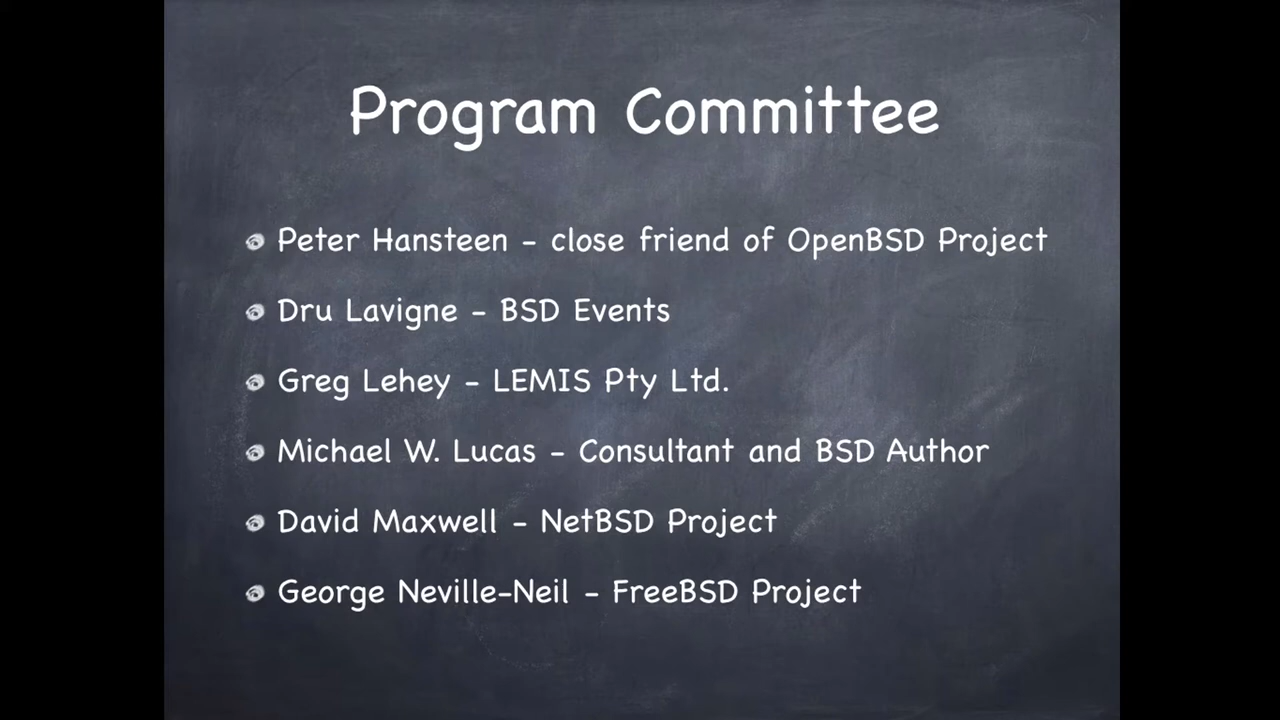 Program Committee
Peter Hansteen - close friend of OpenBSD Project
Dru Lavigne - BSD Events
Greg Lehey - LEMIS Pty Ltd.
Michael W. Lucas - Consultant and BSD Author
David Maxwell - NetBSD Project
George Neville-Neil - FreeBSD Project